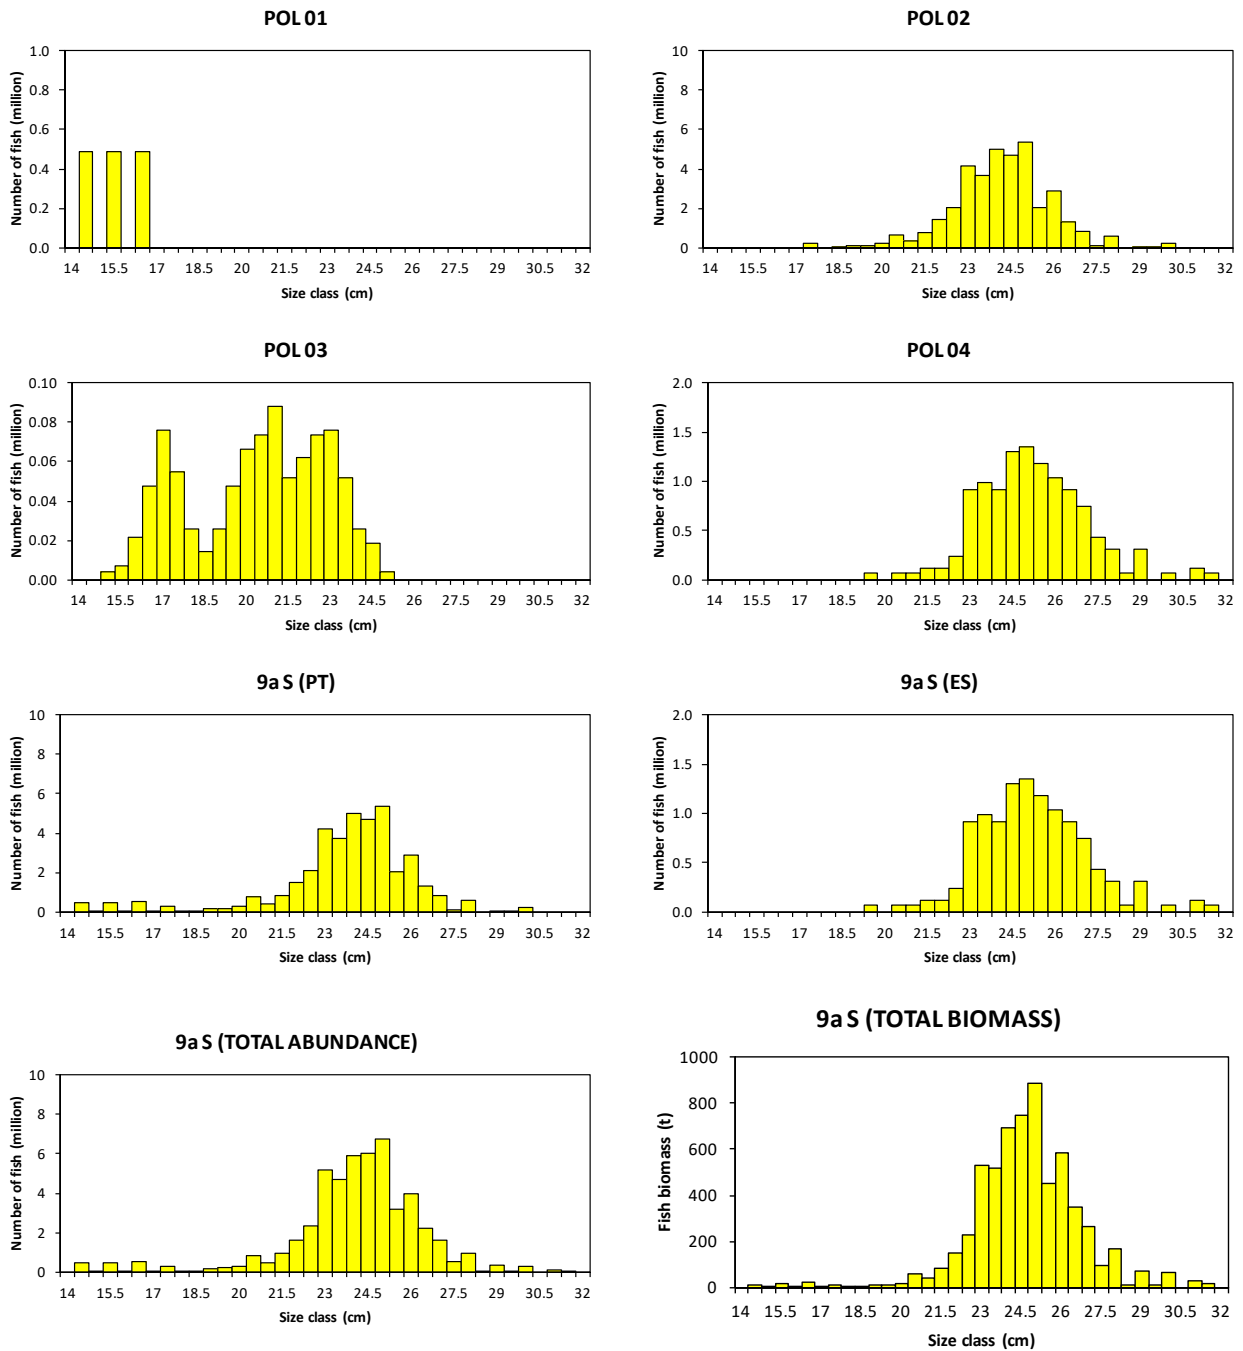 POL 01
1.0
0.8
0.6
0.4
0.2
0.0
Number of fish (million)
14 15.5 17 18.5 20 21.5 23 24.5 26 27.5 29 30.5 32
Size class (cm)
POL 02
10
8
6
4
2
0
Number of fish (million)
14 15.5 17 18.5 20 21.5 23 24.5 26 27.5 29 30.5 32
Size class (cm)
POL 03
0.10
0.08
0.06
0.04
0.02
0.00
Number of fish (million)
14 15.5 17 18.5 20 21.5 23 24.5 26 27.5 29 30.5 32
Size class (cm)
POL 04
2.0
1.5
1.0
0.5
0.0
Number of fish (million)
14 15.5 17 18.5 20 21.5 23 24.5 26 27.5 29 30.5 32
Size class (cm)
9a S (PT)
10
8
6
4
2
0
Number of fish (million)
14 15.5 17 18.5 20 21.5 23 24.5 26 27.5 29 30.5 32
Size class (cm)
9a S (ES)
2.0
1.5
1.0
0.5
0.0
Number of fish (million)
14 15.5 17 18.5 20 21.5 23 24.5 26 27.5 29 30.5 32
Size class (cm)
9a S (TOTAL ABUNDANCE)
10
8
6
4
2
0
Number of fish (million)
14 15.5 17 18.5 20 21.5 23 24.5 26 27.5 29 30.5 32
Size class (cm)
9a S (TOTAL BIOMASS)
1000
800
600
400
200
0
Fish biomass (t)
14 15.5 17 18.5 20 21.5 23 24.5 26 27.5 29 30.5 32
Size class (cm)